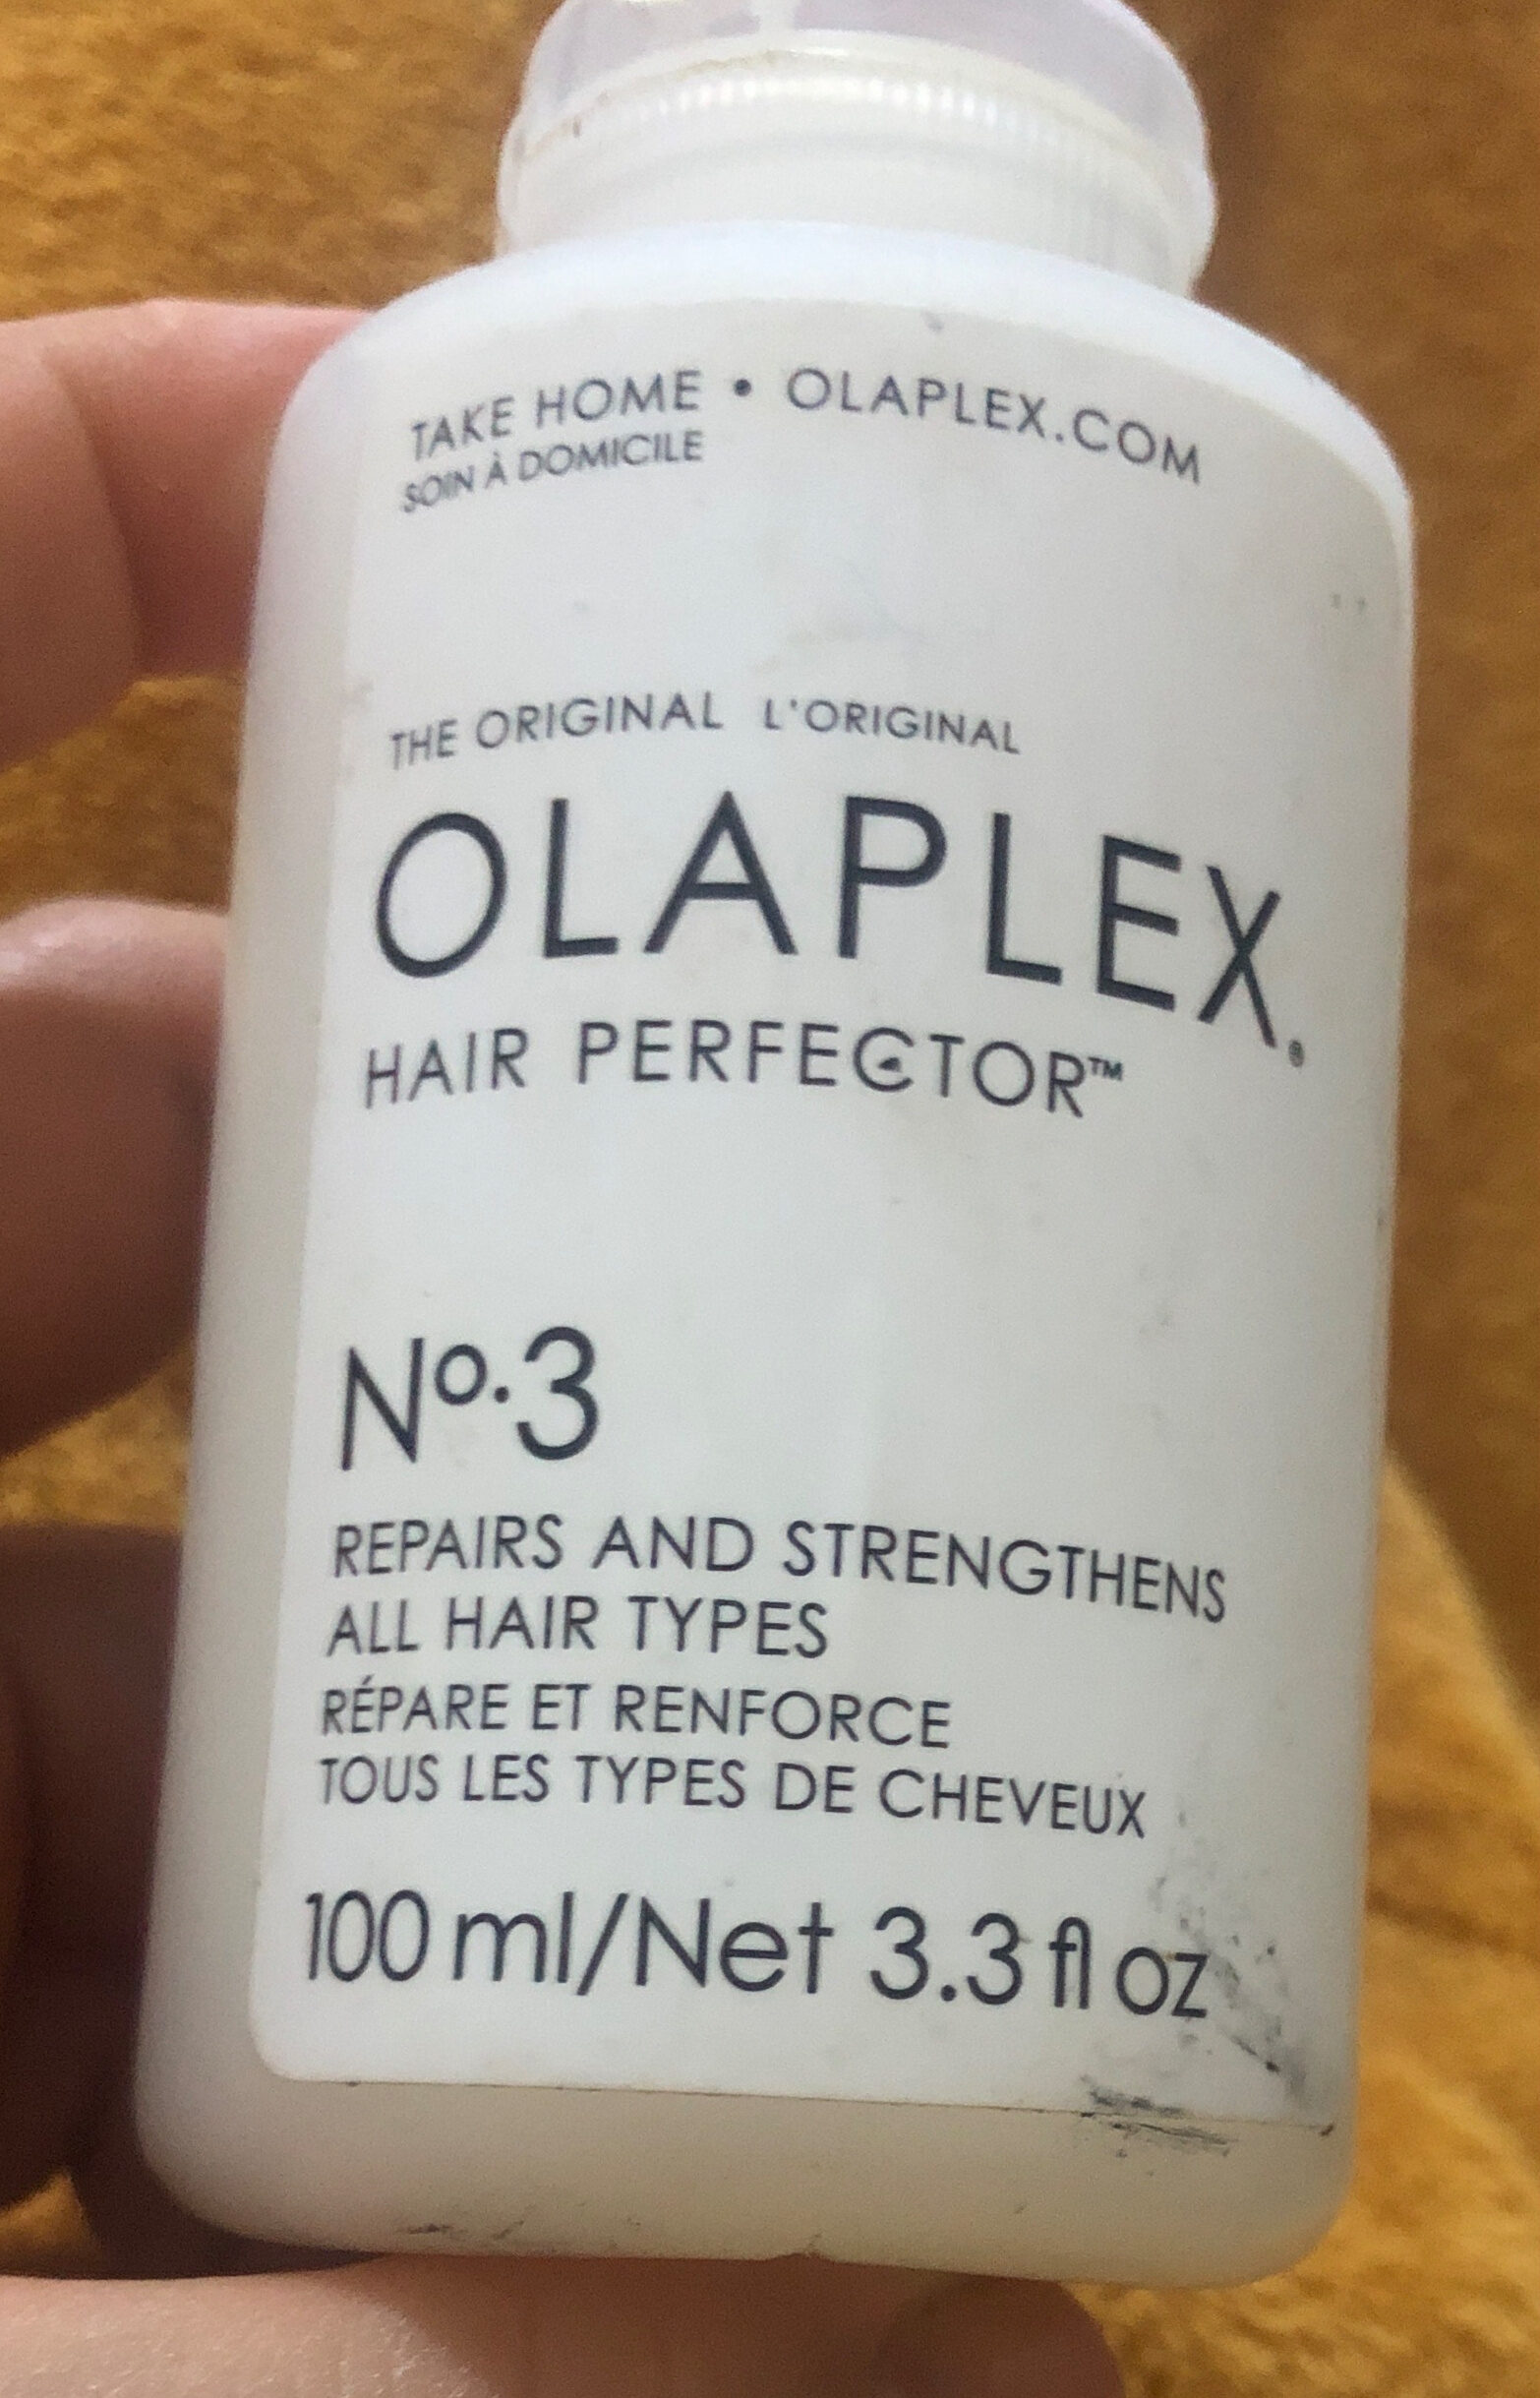 TAKE HOME • OLAPLEX.COM
SOIN À DOMICILE
THE ORIGINAL L'ORIGINAL
OLAPLEX®
HAIR PERFECTOR™
Nº.3
REPAIRS AND STRENGTHENS
ALL HAIR TYPES
RÉPARE ET RENFORCE
TOUS LES TYPES DE CHEVEUX
100 ml/Net 3.3 fl oz